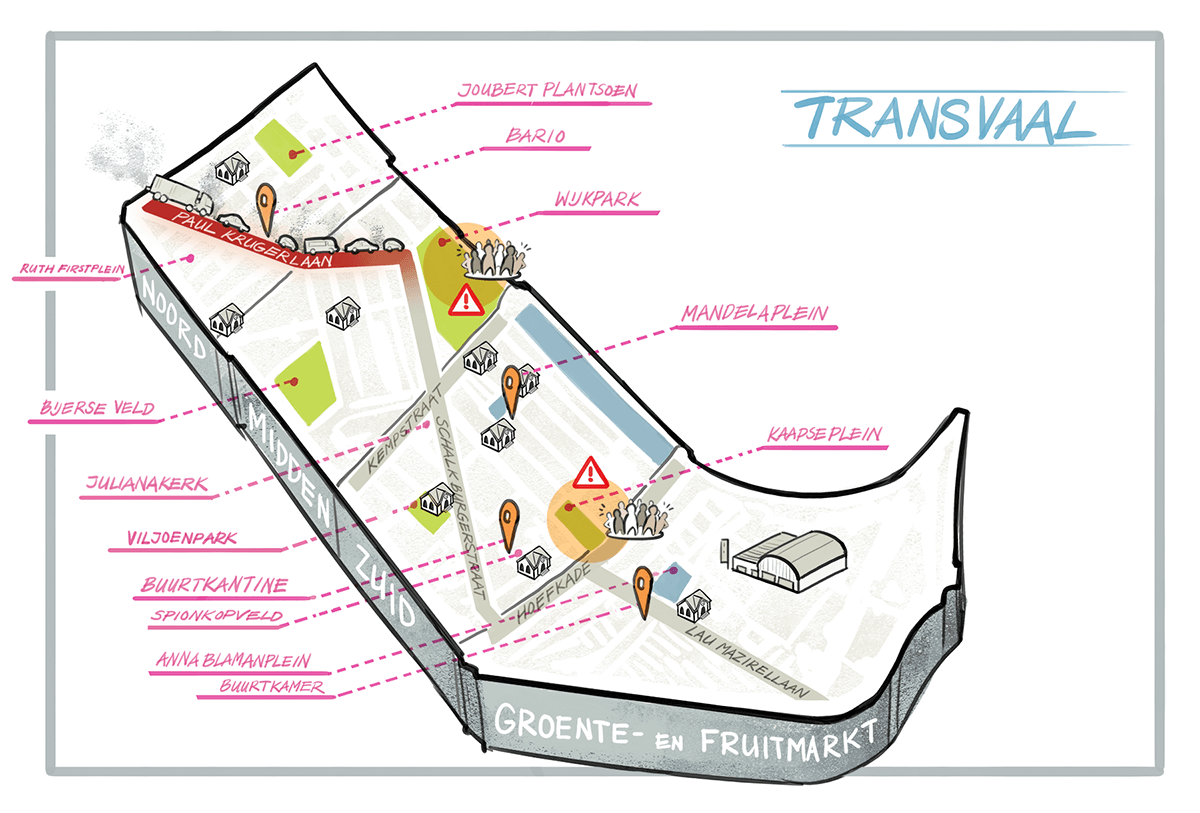 TRANSVAAL
JOUBERT PLANTSOEN
BARIO
WIJKPARK
PAUL KRUGERLAAN
RUTH FIRSTPLEIN
NOORD
MANDELAPLEIN
BIJERSE VELD
MIDDEN
KEMPSTRAAT
SCHALK BURGERSTRAAT
KAAPSEPLEIN
JULIANAKERK
VILJOENPARK
ZUID
BUURTKANTINE
SPIONKOPVELD
HOEFKADE
ANNA BLAMANPLEIN
BUURTKAMER
LAU MAZIRELLAAN
GROENTE- EN FRUITMARKT